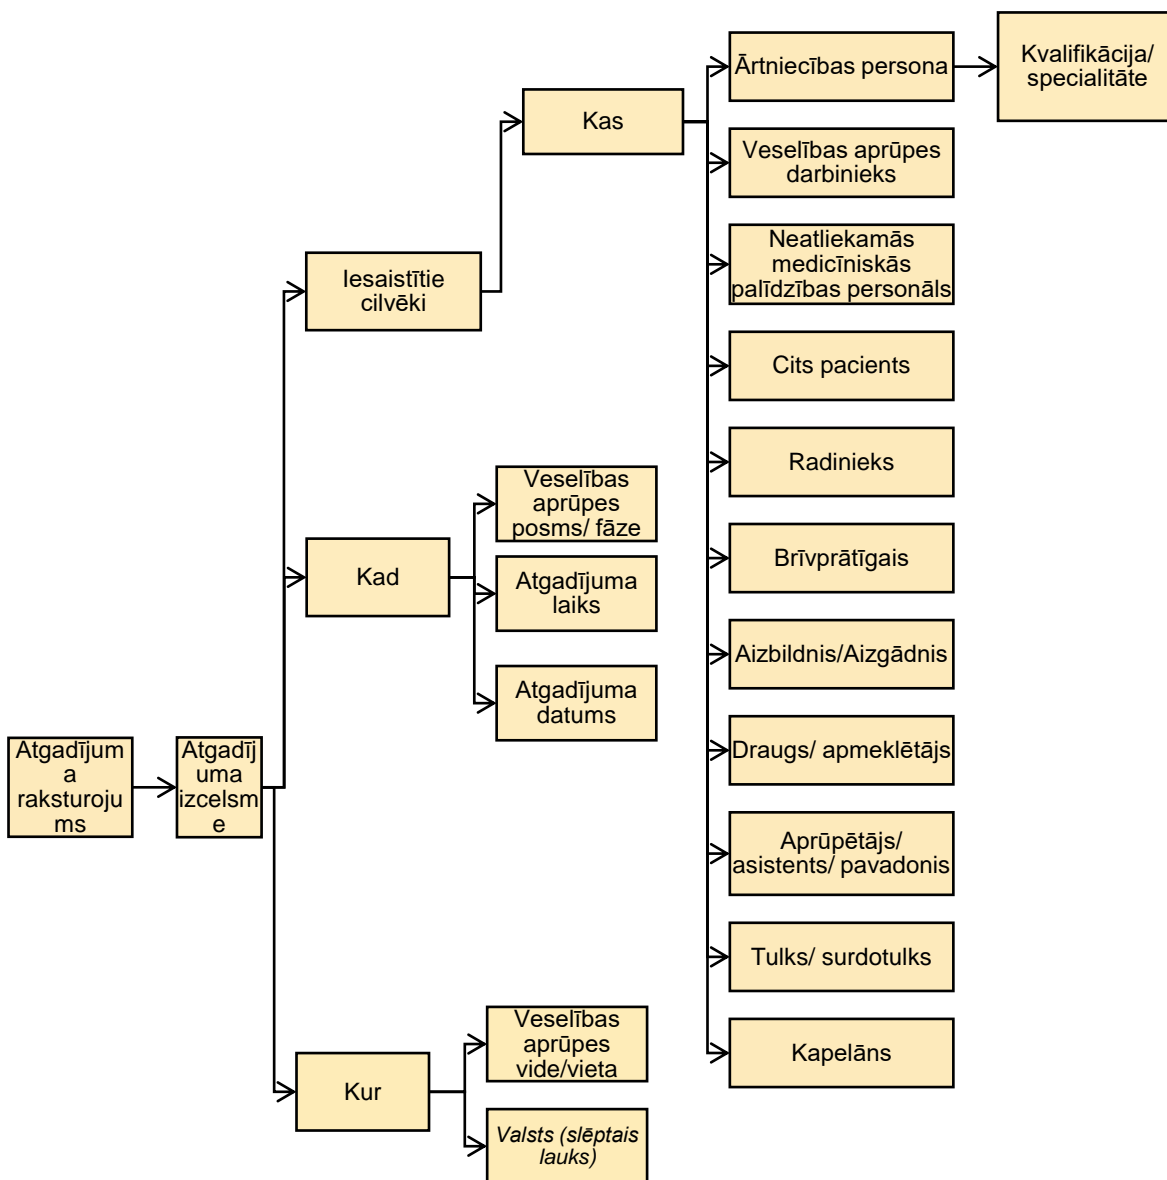 Atgadījum
a
raksturoju
ms
Atgadīj
uma
izcelsm
e
Iesaistītie
cilvēki
Kas
Ārtniecības persona
Kvalifikācija/
specialitāte
Veselības aprūpes
darbinieks
Neatliekamās
medicīniskās
palīdzības personāls
Cits pacients
Radinieks
Brīvprātīgais
Aizbildnis/Aizgādnis
Draugs/ apmeklētājs
Aprūpētājs/
asistents/ pavadonis
Tulks/ surdotulks
Kapelāns
Kad
Veselības
aprūpes
posms/ fāze
Atgadījuma
laiks
Atgadījuma
datums
Kur
Veselības
aprūpes
vide/vieta
Valsts (slēptais
lauks)